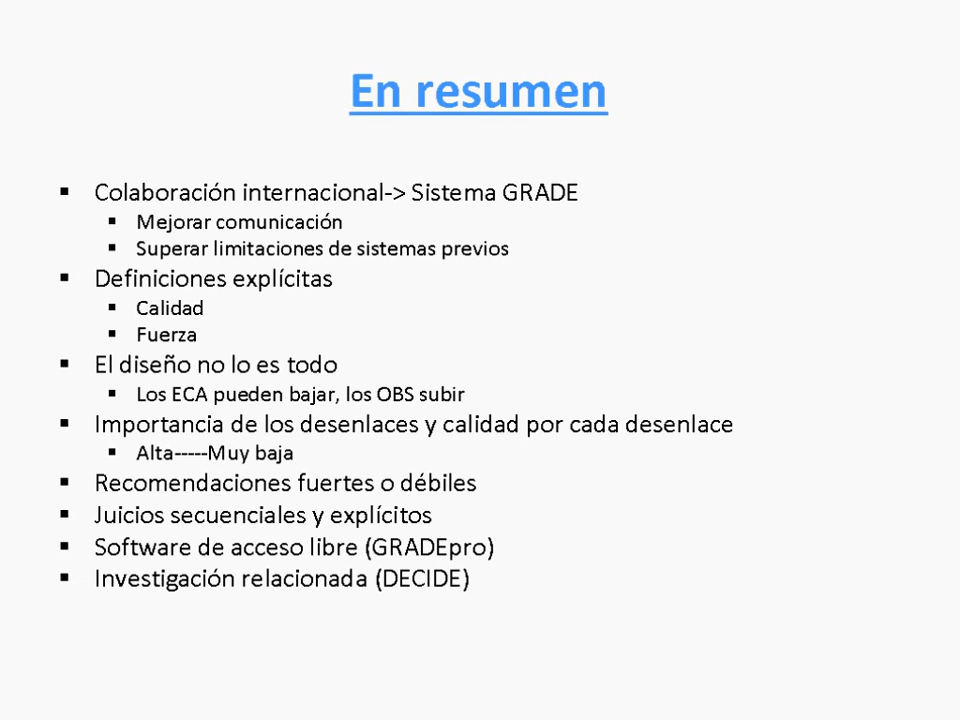 En resumen
▪ Colaboración internacional-> Sistema GRADE
▪ Mejorar comunicación
▪ Superar limitaciones de sistemas previos
▪ Definiciones explícitas
▪ Calidad
▪ Fuerza
▪ El diseño no lo es todo
▪ Los ECA pueden bajar, los OBS subir
▪ Importancia de los desenlaces y calidad por cada desenlace
▪ Alta-----Muy baja
▪ Recomendaciones fuertes o débiles
▪ Juicios secuenciales y explícitos
▪ Software de acceso libre (GRADEpro)
▪ Investigación relacionada (DECIDE)